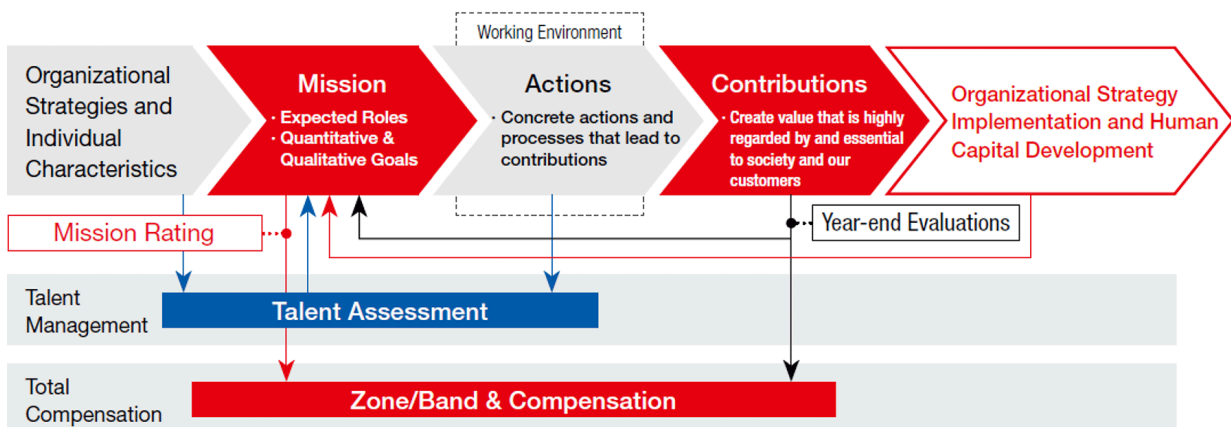 Working Environment
Organizational
Strategies and
Individual
Characteristics
Mission
· Expected Roles
· Quantitative &
Qualitative Goals
Actions
· Concrete actions and
processes that lead to
contributions
Contributions
· Create value that is highly
regarded by and essential
to society and our
customers
Organizational Strategy
Implementation and Human
Capital Development
Mission Rating
Year-end Evaluations
Talent
Management
Talent Assessment
Total
Compensation
Zone/Band & Compensation